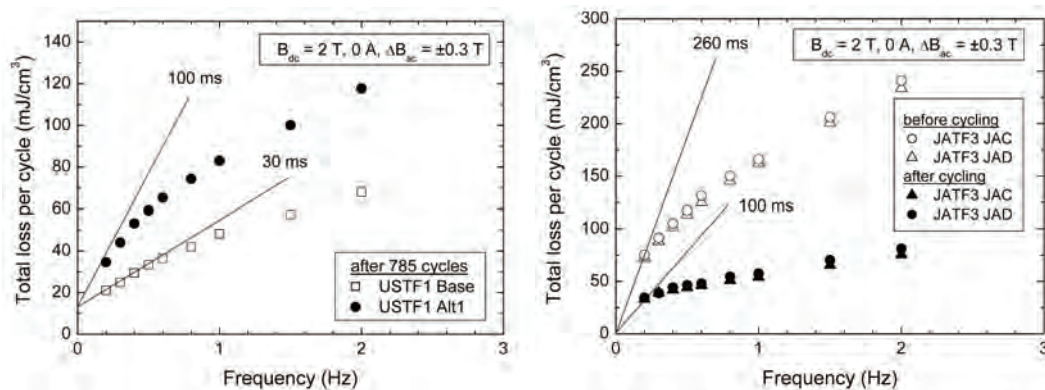 B_dc = 2 T, 0 A, ΔB_ac = ±0.3 T
140
120
100
80
60
40
20
0
Total loss per cycle (mJ/cm³)
100 ms
30 ms
after 785 cycles
USTF1 Base
USTF1 Alt1
0
1
2
3
Frequency (Hz)
B_dc = 2 T, 0 A, ΔB_ac = ±0.3 T
300
250
200
150
100
50
0
Total loss per cycle (mJ/cm³)
260 ms
100 ms
before cycling
JATF3 JAC
JATF3 JAD
after cycling
JATF3 JAC
JATF3 JAD
0
1
2
3
Frequency (Hz)